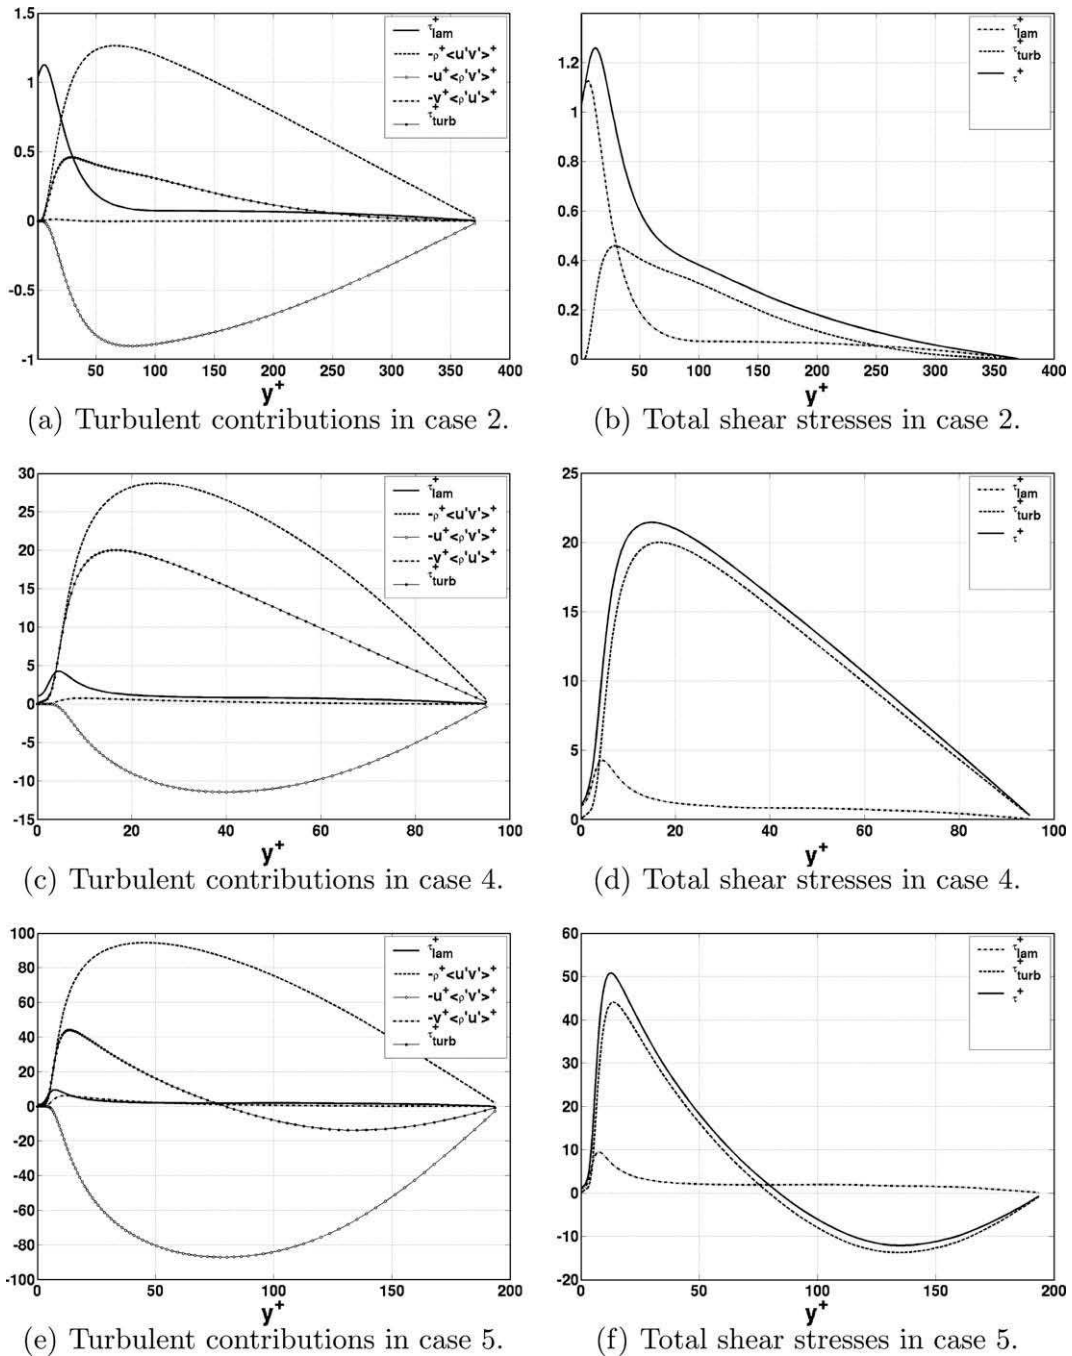 1.5
1
0.5
0
-0.5
-1
50 100 150 200 250 300 350 400
y+
τ+lam
-ρ+<u'v'>+
-u+<ρ'v'>+
-v+<ρ'u'>+
τ+turb
(a) Turbulent contributions in case 2.
1.2
1
0.8
0.6
0.4
0.2
0
50 100 150 200 250 300 350 400
y+
τ+lam
τ+turb
τ+
(b) Total shear stresses in case 2.
30
25
20
15
10
5
0
-5
-10
-15
0 20 40 60 80 100
y+
τ+lam
-ρ+<u'v'>+
-u+<ρ'v'>+
-v+<ρ'u'>+
τ+turb
(c) Turbulent contributions in case 4.
25
20
15
10
5
0
0 20 40 60 80 100
y+
τ+lam
τ+turb
τ+
(d) Total shear stresses in case 4.
100
80
60
40
20
0
-20
-40
-60
-80
-100
0 50 100 150 200
y+
τ+lam
-ρ+<u'v'>+
-u+<ρ'v'>+
-v+<ρ'u'>+
τ+turb
(e) Turbulent contributions in case 5.
60
50
40
30
20
10
0
-10
-20
0 50 100 150 200
y+
τ+lam
τ+turb
τ+
(f) Total shear stresses in case 5.